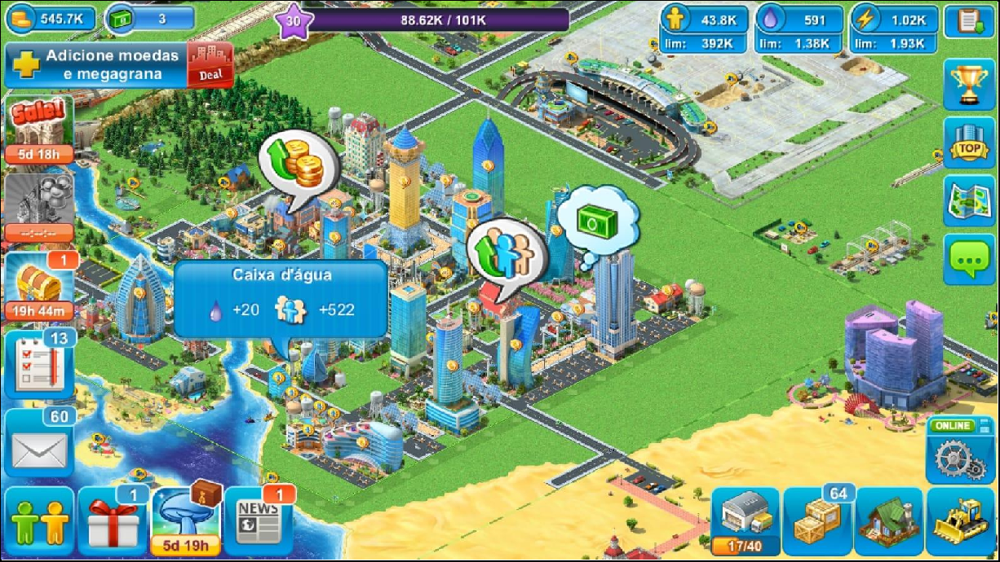 545.7K
3
30
88.62K / 101K
43.8K
lim: 392K
591
lim: 1.38K
1.02K
lim: 1.93K
Adicione moedas
e megagrana
Deal
Sale!
5d 18h
--:--:--
TOP
1
19h 44m
Caixa d'água
+20 +522
13
60
ONLINE
1
5d 19h
1
NEWS
17/40
64